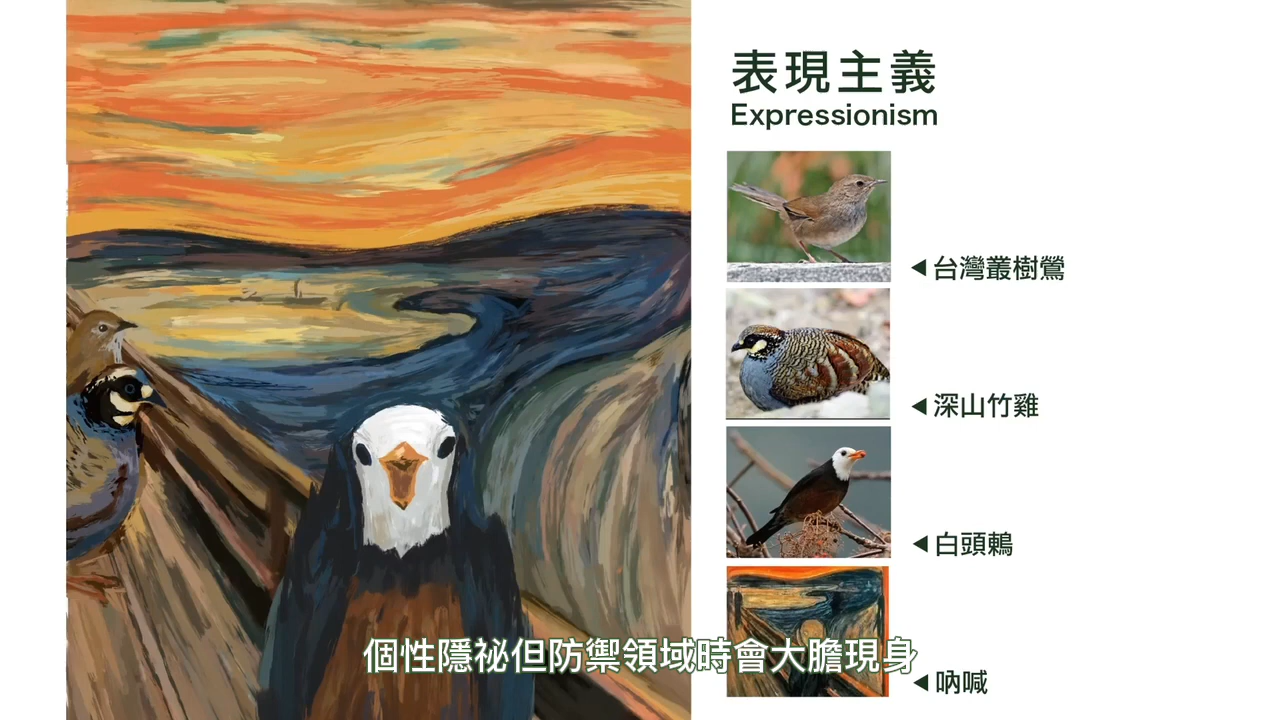 表現主義
Expressionism
◀台灣叢樹鶯
◀深山竹雞
◀白頭鶇
個性隱祕但防禦領域時會大膽現身
◀吶喊